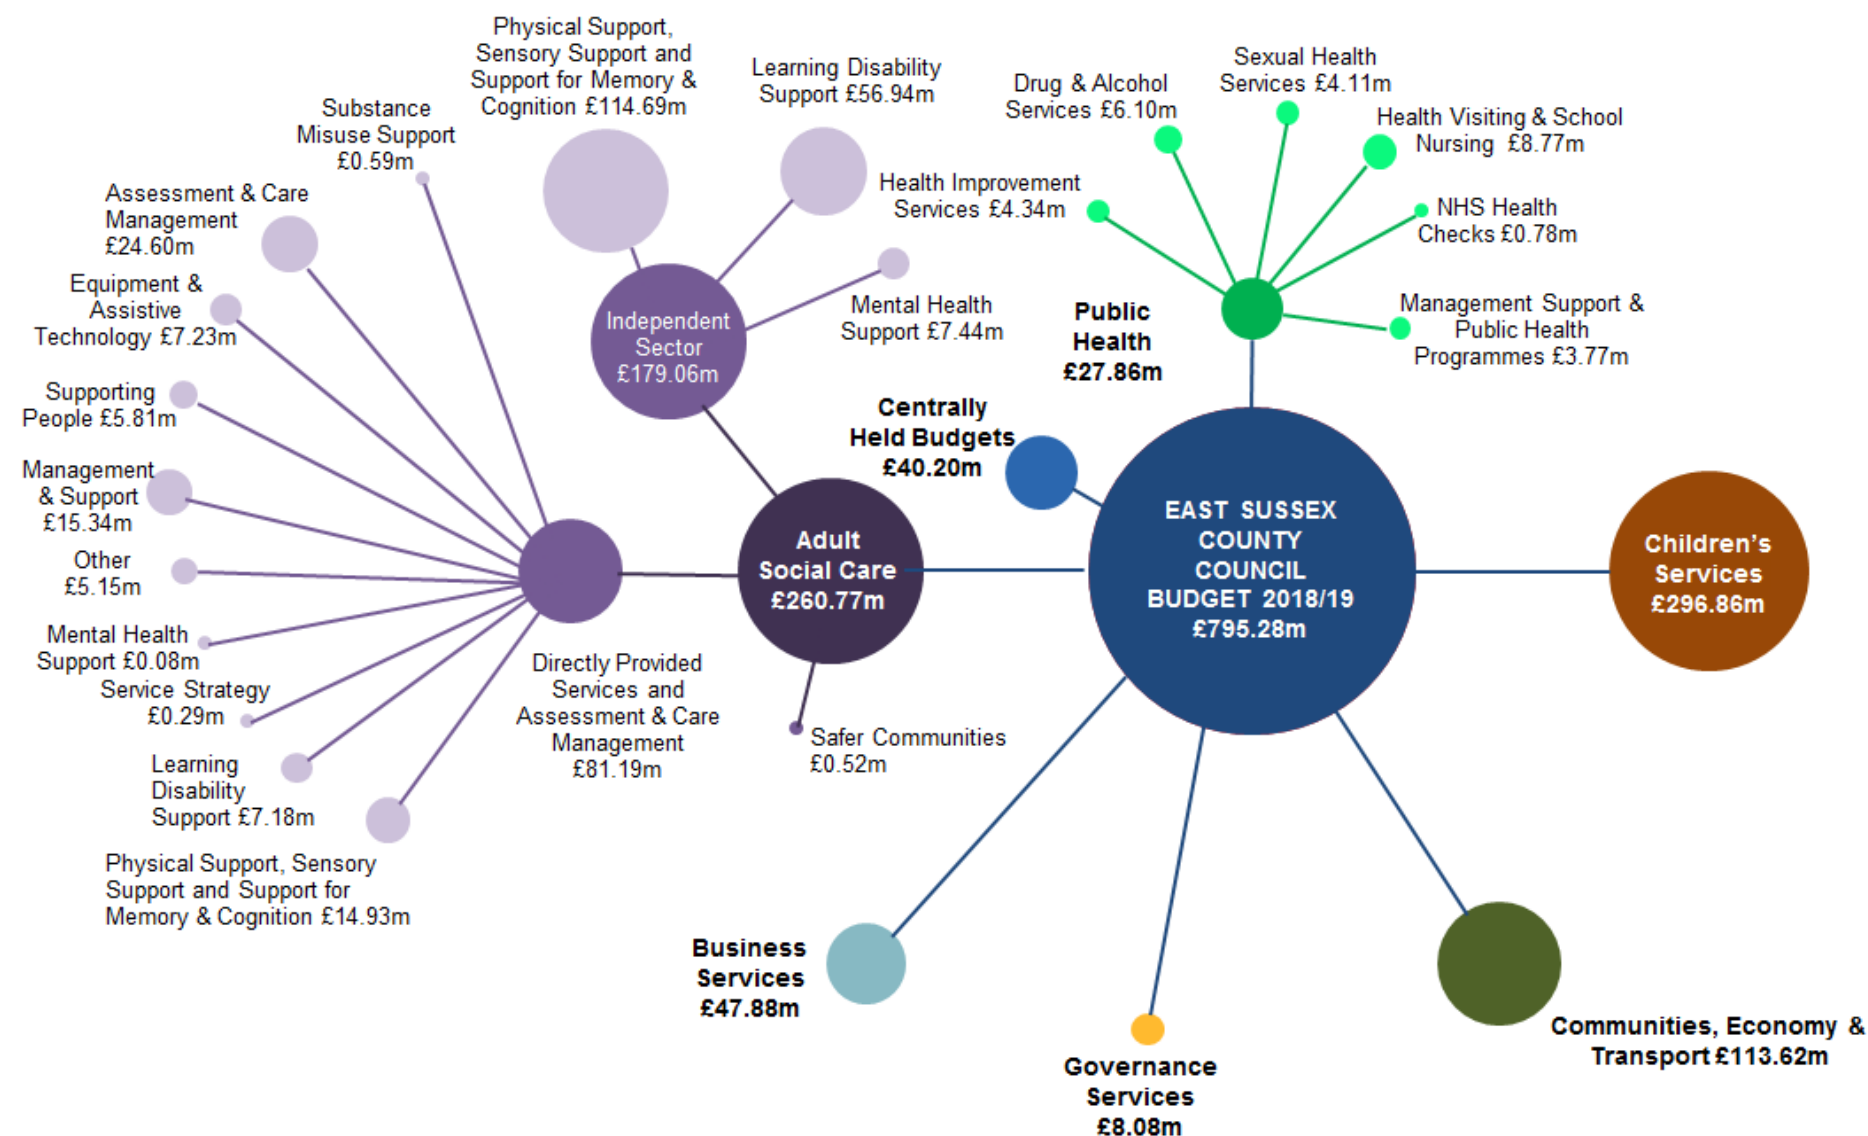 Physical Support,
Sensory Support and
Support for Memory &
Cognition £114.69m
Learning Disability
Support £56.94m
Substance
Misuse Support
£0.59m
Assessment & Care
Management
£24.60m
Equipment &
Assistive
Technology £7.23m
Supporting
People £5.81m
Management
& Support
£15.34m
Other
£5.15m
Mental Health
Support £0.08m
Service Strategy
£0.29m
Learning
Disability
Support £7.18m
Physical Support, Sensory
Support and Support for
Memory & Cognition £14.93m
Independent
Sector
£179.06m
Mental Health
Support £7.44m
Directly Provided
Services and
Assessment & Care
Management
£81.19m
Adult
Social Care
£260.77m
Safer Communities
£0.52m
Drug & Alcohol
Services £6.10m
Sexual Health
Services £4.11m
Health Visiting & School
Nursing £8.77m
Health Improvement
Services £4.34m
NHS Health
Checks £0.78m
Management Support &
Public Health
Programmes £3.77m
Public
Health
£27.86m
Centrally
Held Budgets
£40.20m
EAST SUSSEX
COUNTY
COUNCIL
BUDGET 2018/19
£795.28m
Children's
Services
£296.86m
Business
Services
£47.88m
Governance
Services
£8.08m
Communities, Economy &
Transport £113.62m